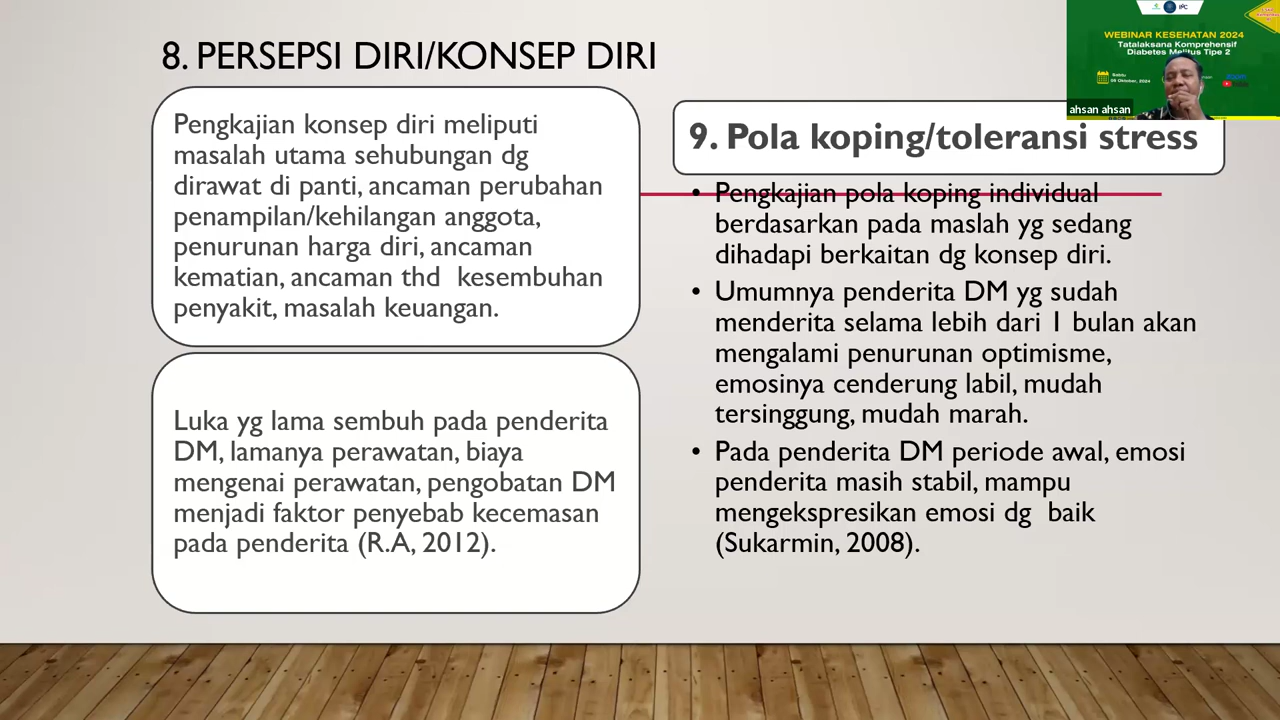 8. PERSEPSI DIRI/KONSEP DIRI
Pengkajian konsep diri meliputi
masalah utama sehubungan dg
dirawat di panti, ancaman perubahan
penampilan/kehilangan anggota,
penurunan harga diri, ancaman
kematian, ancaman thd  kesembuhan
penyakit, masalah keuangan.
Luka yg lama sembuh pada penderita
DM, lamanya perawatan, biaya
mengenai perawatan, pengobatan DM
menjadi faktor penyebab kecemasan
pada penderita (R.A, 2012).
9. Pola koping/toleransi stress
• Pengkajian pola koping individual
berdasarkan pada maslah yg sedang
dihadapi berkaitan dg konsep diri.
• Umumnya penderita DM yg sudah
menderita selama lebih dari 1 bulan akan
mengalami penurunan optimisme,
emosinya cenderung labil, mudah
tersinggung, mudah marah.
• Pada penderita DM periode awal, emosi
penderita masih stabil, mampu
mengekspresikan emosi dg  baik
(Sukarmin, 2008).
WEBINAR KESEHATAN 2024
Tatalaksana Komprehensif
Diabetes Melitus Tipe 2
Sabtu
ahsan ahsan